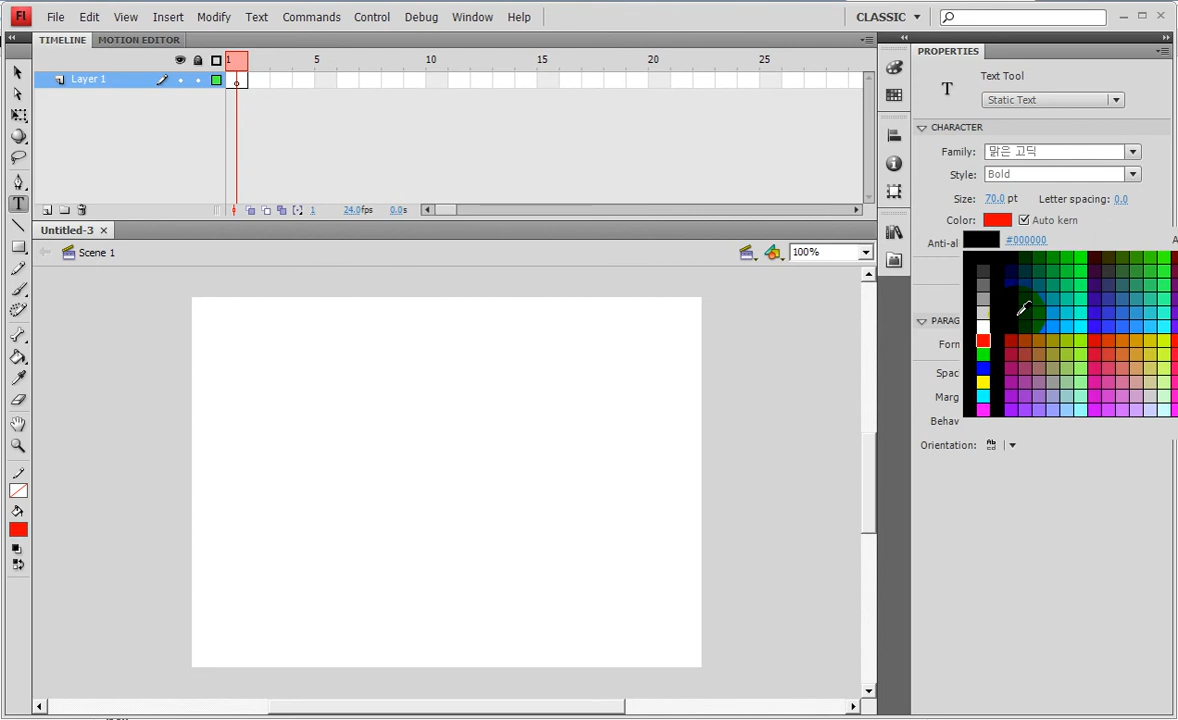 Fl File Edit View Insert Modify Text Commands Control Debug Window Help CLASSIC
TIMELINE MOTION EDITOR
1 5 10 15 20 25
Layer 1
1 24.0fps 0.0s
Untitled-3
Scene 1
100%
PROPERTIES
T Text Tool
Static Text
CHARACTER
Family: 맑은 고딕
Style: Bold
Size: 70.0 pt Letter spacing: 0.0
Color: Auto kern
Anti-al #000000
PARAG
Forn
Spac
Marg
Behav
Orientation: